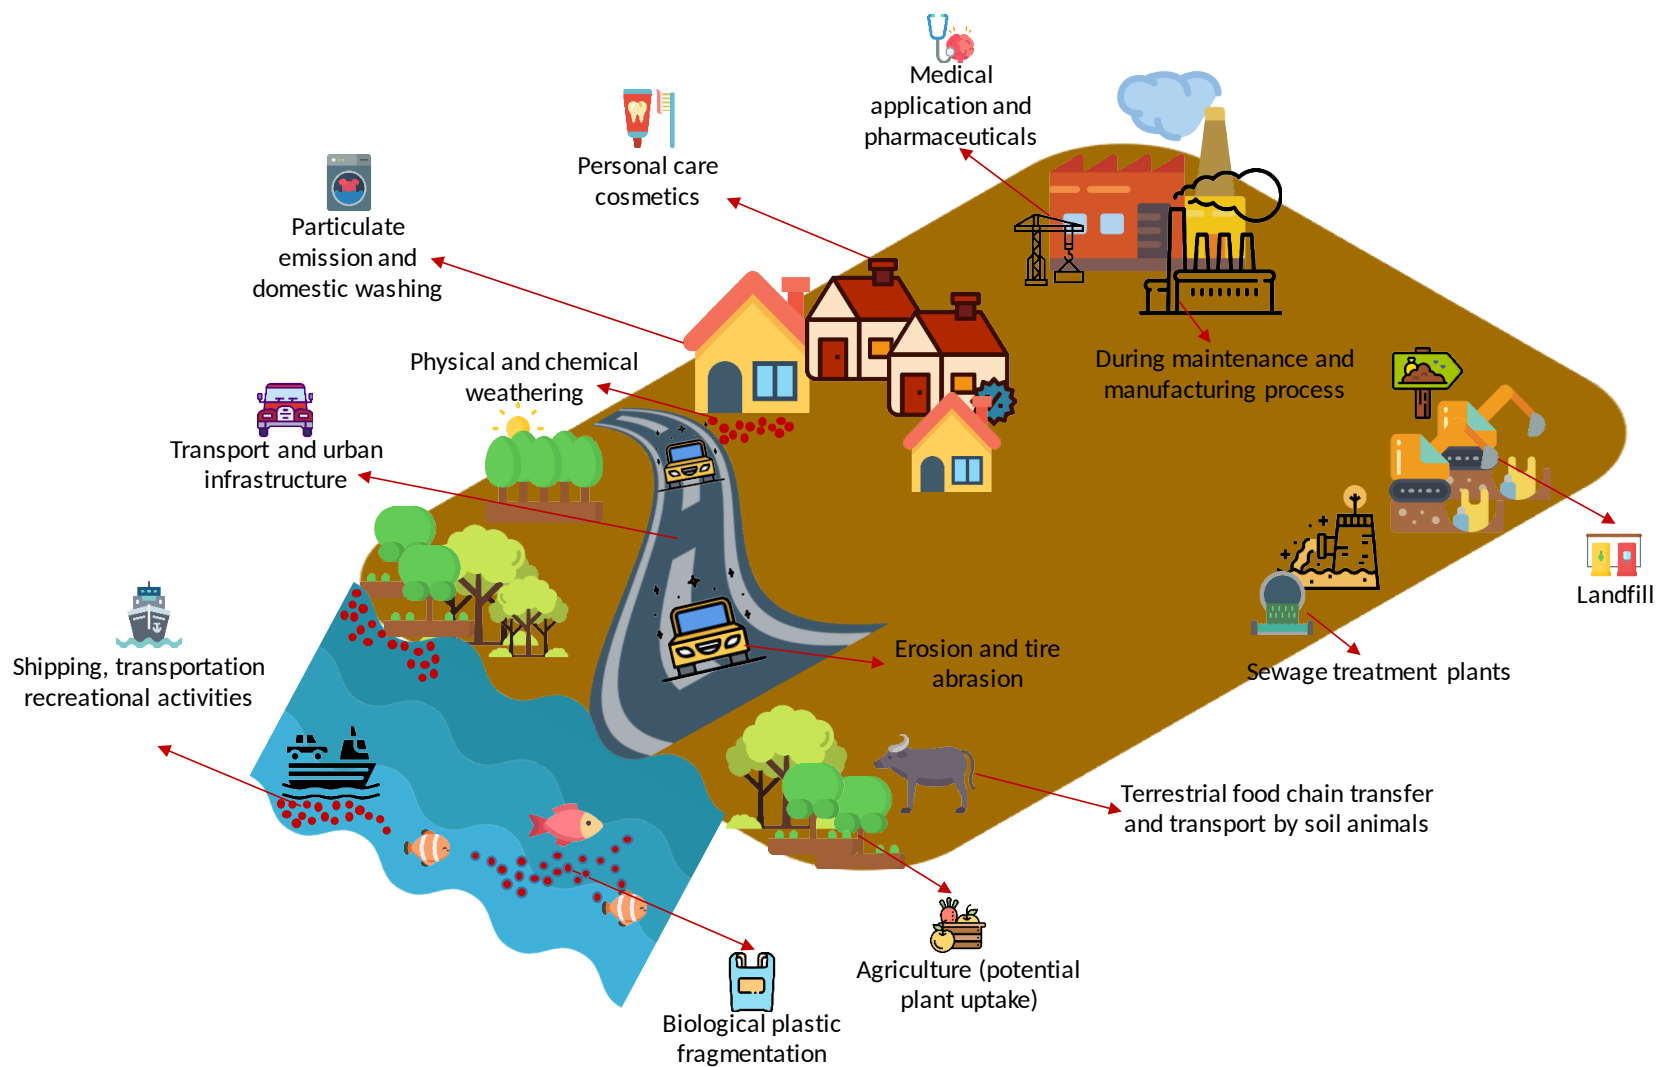 Medical
application and
pharmaceuticals
Personal care
cosmetics
Particulate
emission and
domestic washing
Physical and chemical
weathering
During maintenance and
manufacturing process
Transport and urban
infrastructure
Landfill
Shipping, transportation
recreational activities
Erosion and tire
abrasion
Sewage treatment plants
Terrestrial food chain transfer
and transport by soil animals
Agriculture (potential
plant uptake)
Biological plastic
fragmentation